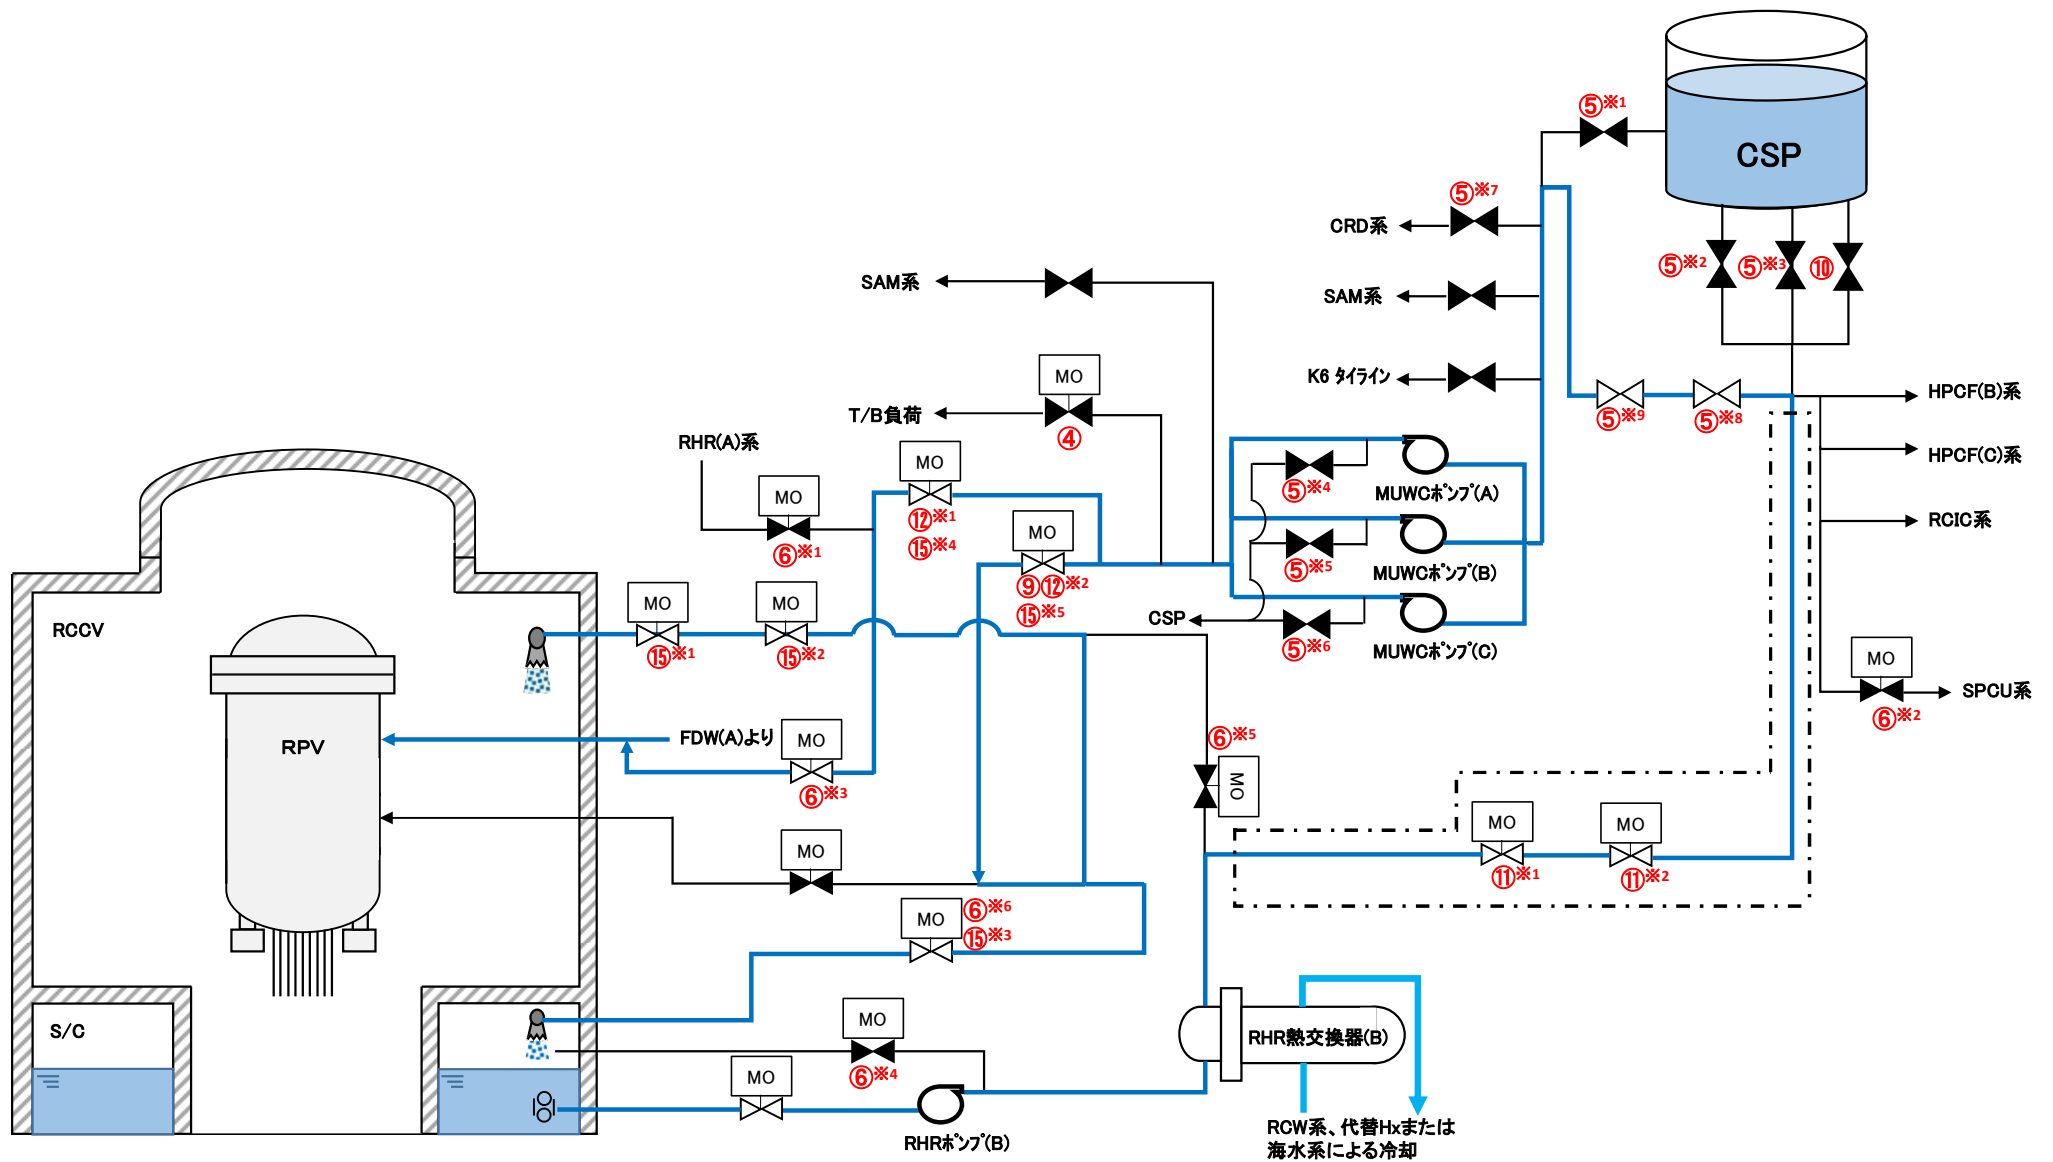 ⑤※1
CSP
⑤※7
CRD系
⑤※2
⑤※3
⑩
SAM系
SAM系
K6 タイライン
MO
T/B負荷
④
HPCF(B)系
⑤※9
⑤※8
RHR(A)系
MO
HPCF(C)系
MO
⑤※4
MUWCポンプ(A)
⑥※1
⑫※1
⑮※4
MO
RCIC系
⑤※5
MUWCポンプ(B)
⑨⑫※2
⑮※5
MO
MO
RCCV
CSP
⑤※6
MUWCポンプ(C)
⑮※1
⑮※2
MO
SPCU系
⑥※2
RPV
FDW(A)より
MO
⑥※5
MO
⑥※3
MO
MO
MO
⑪※1
⑪※2
MO
⑥※6
⑮※3
S/C
MO
RHR熱交換器(B)
⑥※4
MO
RHRポンプ(B)
RCW系、代替Hxまたは
海水系による冷却